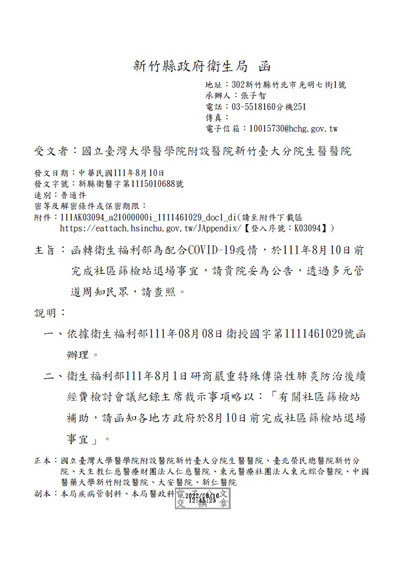 新竹縣政府衛生局 函
地址：302新竹縣竹北市光明七街1號
承辦人：張子智
電話：03-5518160分機251
傳真：
電子信箱：10015730@hchg.gov.tw
受文者：國立臺灣大學醫學院附設醫院新竹臺大分院生醫醫院
發文日期：中華民國111年8月10日
發文字號：新縣衛醫字第1115010688號
速別：普通件
密等及解密條件或保密期限：
附件：111AK03094_a21000000i_1111461029_doc1_di(請至附件下載區
https://eattach.hsinchu.gov.tw/JAppendix/【登入序號：K03094】)
主旨：函轉衛生福利部為配合COVID-19疫情，於111年8月10日前
完成社區篩檢站退場事宜，請貴院妥為公告，透過多元管
道周知民眾，請查照。
說明：
一、依據衛生福利部111年08月08日衛授國字第1111461029號函
辦理。
二、衛生福利部111年8月1日研商嚴重特殊傳染性肺炎防治後續
經費檢討會議紀錄主席裁示事項略以：「有關社區篩檢站
補助，請函知各地方政府於8月10日前完成社區篩檢站退場
事宜」。
正本：國立臺灣大學醫學院附設醫院新竹臺大分院生醫醫院、臺北榮民總醫院新竹分
院、天主教仁慈醫療財團法人仁慈醫院、東元醫療社團法人東元綜合醫院、中國
醫藥大學新竹附設醫院、大安醫院、新仁醫院
副本：本局疾病管制科、本局醫政科
2022/08/10